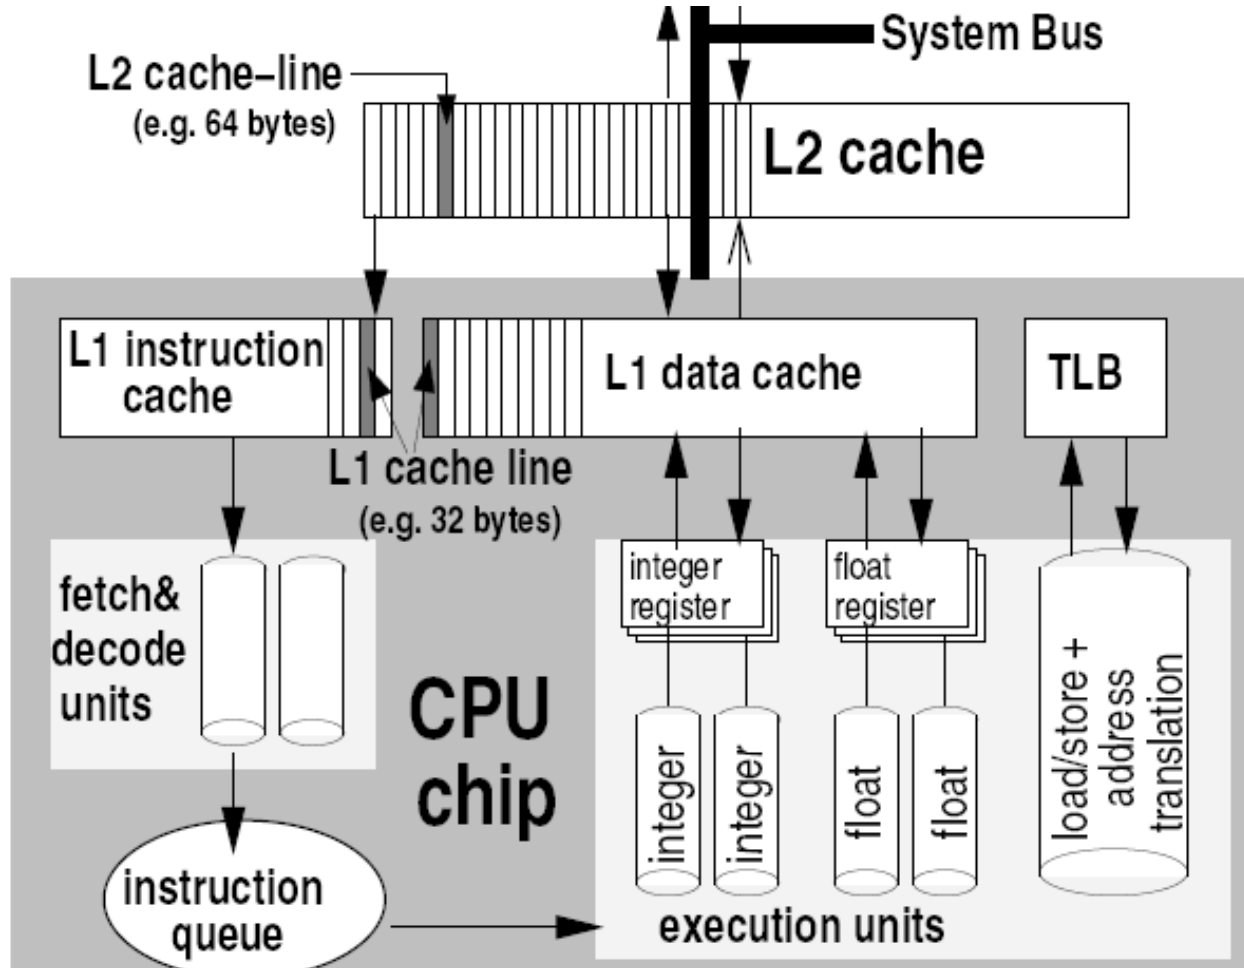 System Bus
L2 cache–line
(e.g. 64 bytes)
L2 cache
L1 instruction
cache
L1 data cache
TLB
L1 cache line
(e.g. 32 bytes)
fetch&
decode
units
integer
register
float
register
CPU
chip
integer
integer
float
float
load/store +
address
translation
instruction
queue
execution units